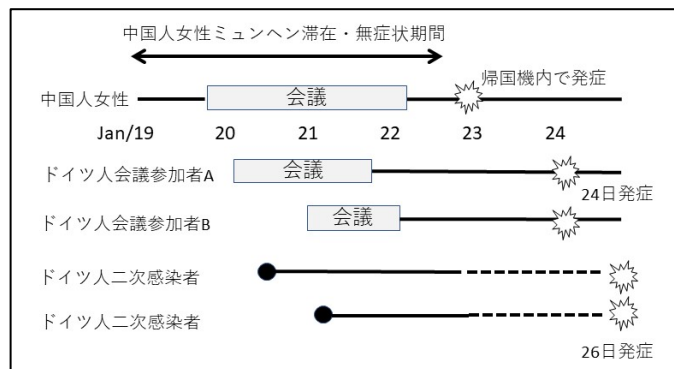 中国人女性ミュンヘン滞在・無症状期間
帰国機内で発症
中国人女性
会議
Jan/19 20 21 22 23 24
ドイツ人会議参加者A
会議
24日発症
ドイツ人会議参加者B
会議
ドイツ人二次感染者
ドイツ人二次感染者
26日発症